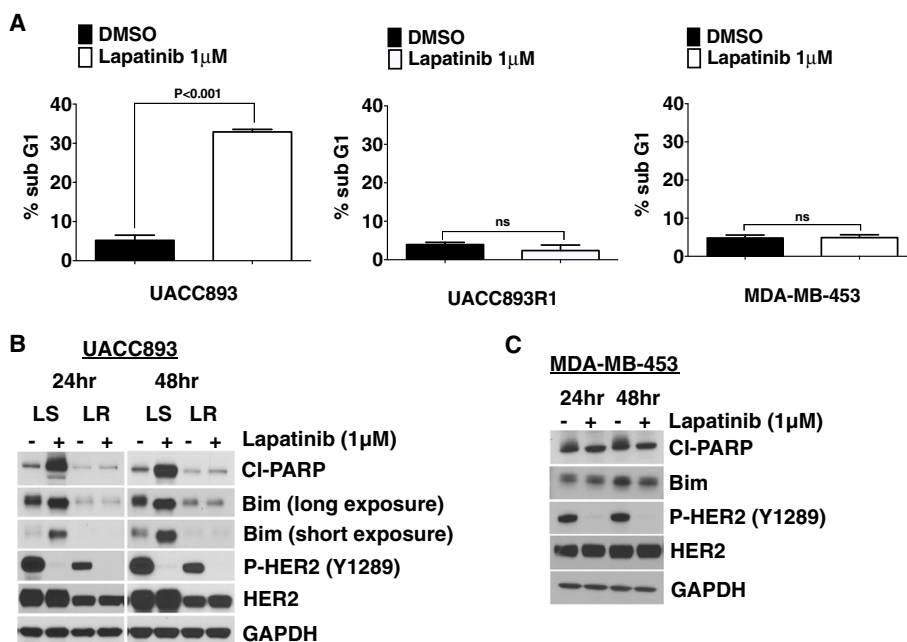 A
DMSO
Lapatinib 1μM
P<0.001
% sub G1
40
30
20
10
0
UACC893
DMSO
Lapatinib 1μM
ns
% sub G1
40
30
20
10
0
UACC893R1
DMSO
Lapatinib 1μM
ns
% sub G1
40
30
20
10
0
MDA-MB-453
B
UACC893
24hr 48hr
LS LR LS LR
- + - + - + - + Lapatinib (1μM)
Cl-PARP
Bim (long exposure)
Bim (short exposure)
P-HER2 (Y1289)
HER2
GAPDH
C
MDA-MB-453
24hr 48hr
- + - + Lapatinib (1μM)
Cl-PARP
Bim
P-HER2 (Y1289)
HER2
GAPDH